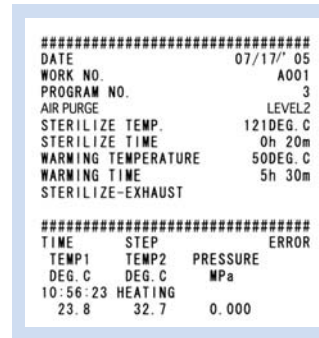 ################################
DATE 07/17/' 05
WORK NO. A001
PROGRAM NO. 3
AIR PURGE LEVEL2
STERILIZE TEMP. 121DEG. C
STERILIZE TIME 0h 20m
WARMING TEMPERATURE 50DEG. C
WARMING TIME 5h 30m
STERILIZE-EXHAUST
################################
TIME STEP ERROR
TEMP1 TEMP2 PRESSURE
DEG. C DEG. C MPa
10:56:23 HEATING
23.8 32.7 0.000